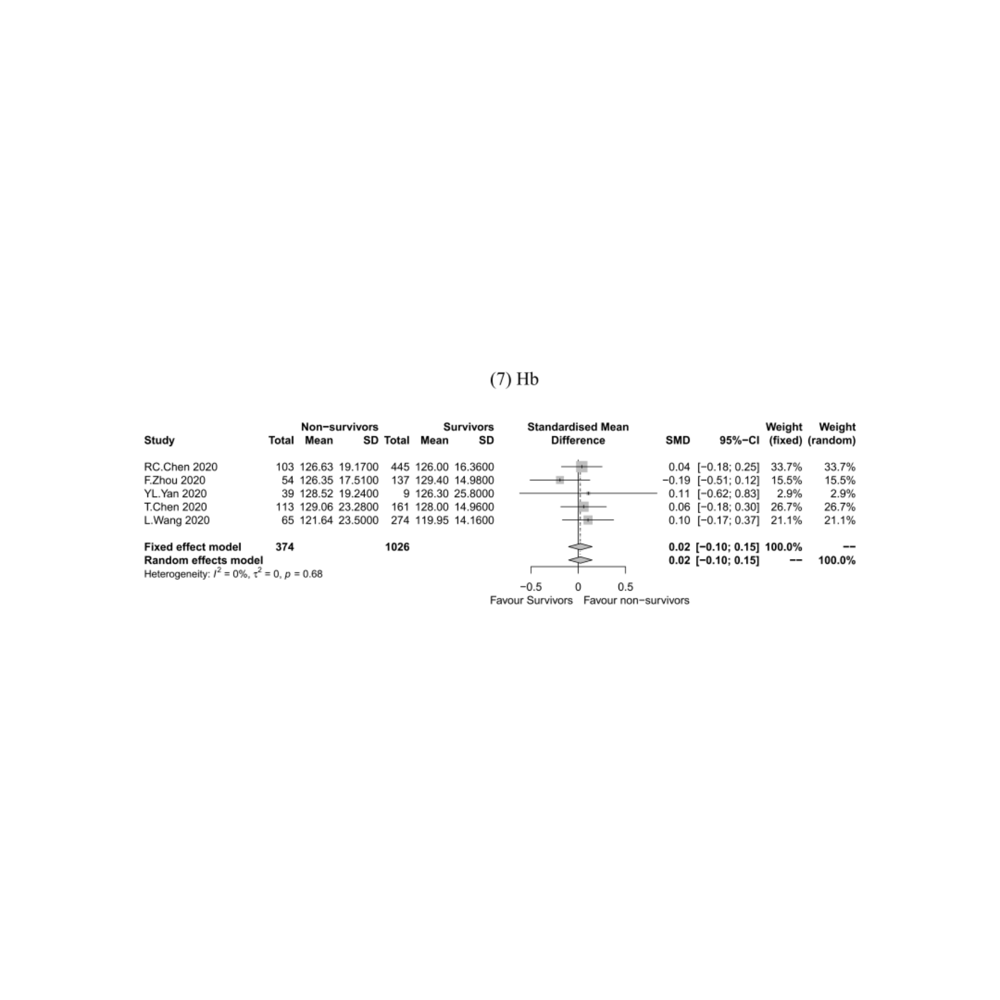 (7) Hb
Non−survivors Survivors Standardised Mean Weight Weight
Study Total Mean SD Total Mean SD Difference SMD 95%−CI (fixed) (random)
RC.Chen 2020 103 126.63 19.1700 445 126.00 16.3600 0.04 [−0.18; 0.25] 33.7% 33.7%
F.Zhou 2020 54 126.35 17.5100 137 129.40 14.9800 −0.19 [−0.51; 0.12] 15.5% 15.5%
YL.Yan 2020 39 128.52 19.2400 9 126.30 25.8000 0.11 [−0.62; 0.83] 2.9% 2.9%
T.Chen 2020 113 129.06 23.2800 161 128.00 14.9600 0.06 [−0.18; 0.30] 26.7% 26.7%
L.Wang 2020 65 121.64 23.5000 274 119.95 14.1600 0.10 [−0.17; 0.37] 21.1% 21.1%
Fixed effect model 374 1026 0.02 [−0.10; 0.15] 100.0% −−
Random effects model 0.02 [−0.10; 0.15] −− 100.0%
Heterogeneity: I² = 0%, τ² = 0, p = 0.68
−0.5 0 0.5
Favour Survivors Favour non−survivors